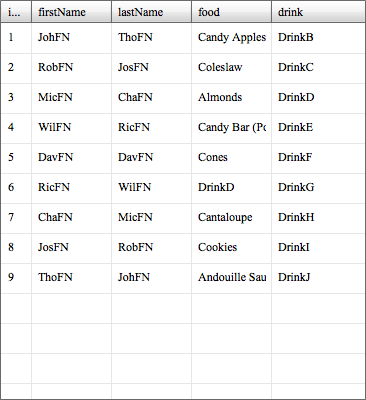 i... firstName lastName food drink
1 JohFN ThoFN Candy Apples DrinkB
2 RobFN JosFN Coleslaw DrinkC
3 MicFN ChaFN Almonds DrinkD
4 WilFN RicFN Candy Bar (Po DrinkE
5 DavFN DavFN Cones DrinkF
6 RicFN WilFN DrinkD DrinkG
7 ChaFN MicFN Cantaloupe DrinkH
8 JosFN RobFN Cookies DrinkI
9 ThoFN JohFN Andouille Sau DrinkJ